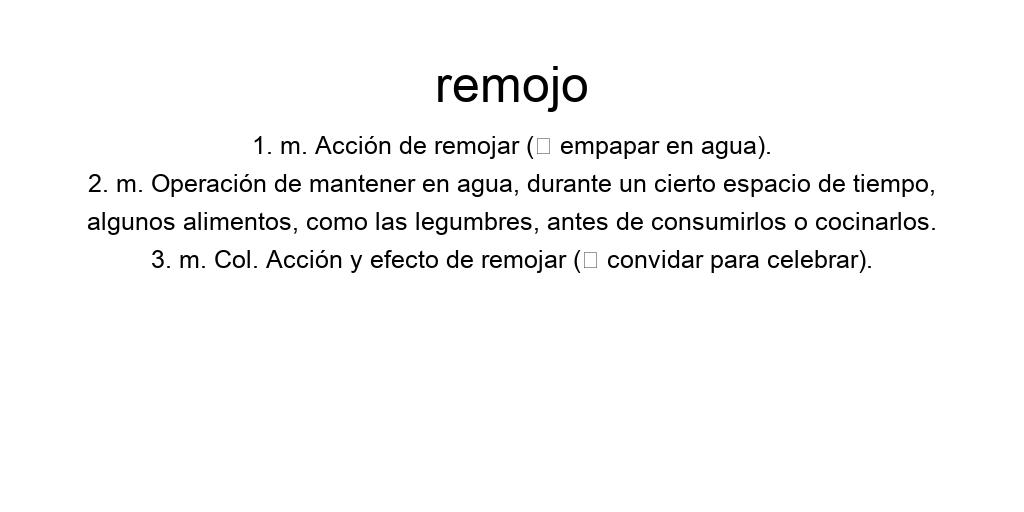 remojo
1. m. Acción de remojar (□ empapar en agua).
2. m. Operación de mantener en agua, durante un cierto espacio de tiempo,
algunos alimentos, como las legumbres, antes de consumirlos o cocinarlos.
3. m. Col. Acción y efecto de remojar (□ convidar para celebrar).